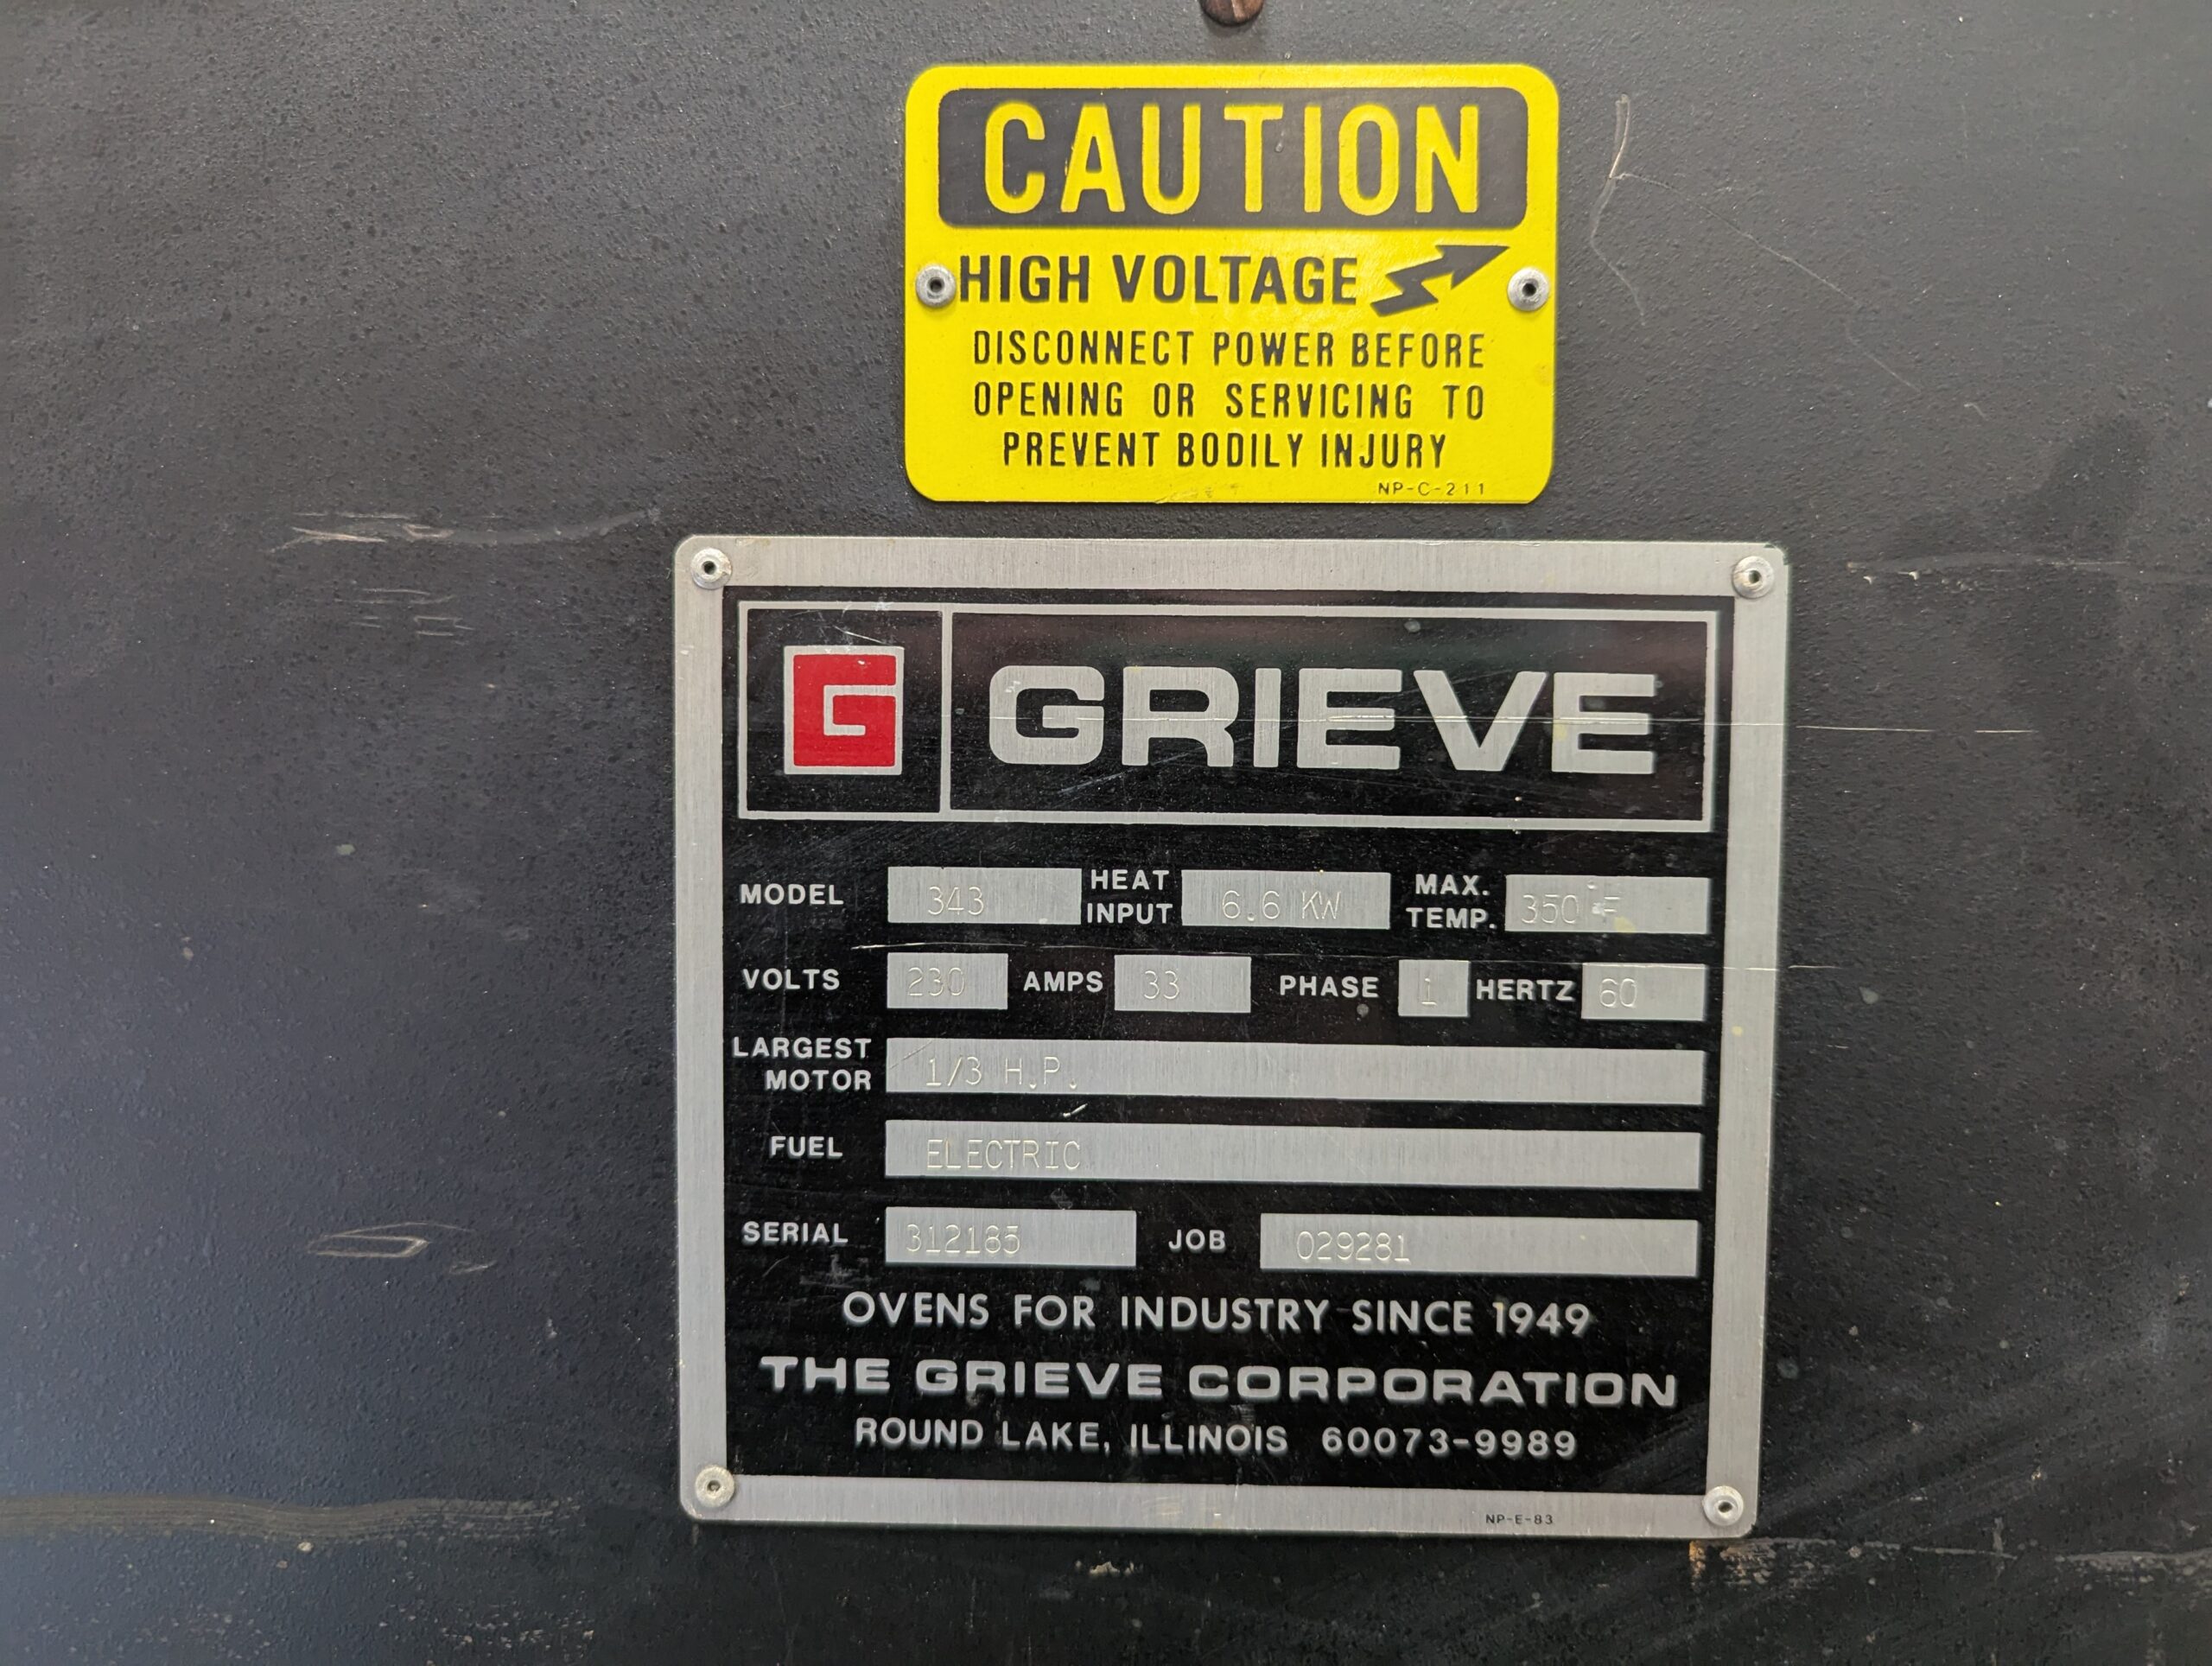 CAUTION
HIGH VOLTAGE
DISCONNECT POWER BEFORE
OPENING OR SERVICING TO
PREVENT BODILY INJURY
NP-C-211
G GRIEVE
MODEL 343 HEAT INPUT 6.6 KW MAX. TEMP. 350 F
VOLTS 230 AMPS 33 PHASE 1 HERTZ 60
LARGEST MOTOR 1/3 H.P.
FUEL ELECTRIC
SERIAL 312185 JOB 029281
OVENS FOR INDUSTRY SINCE 1949
THE GRIEVE CORPORATION
ROUND LAKE, ILLINOIS 60073-9989
NP-E-83